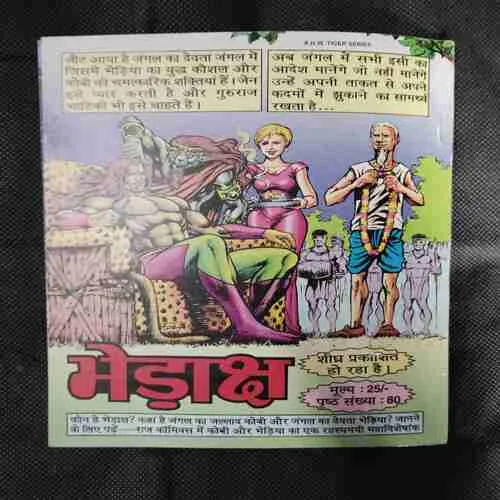 R.H.W. TIGER SERIES
और आया है जंगल का देवता जंगल में
जिसमें भेड़िया का युद्ध कौशल और
कोबी की चमत्कारिक शक्तियां हैं। जेन
इसे प्यार करती है और गुरुराज
भाटिकी भी इसे चाहते हैं।
अब जंगल में सभी इसी का
आदेश मानेंगे जो नहीं मानेंगे
उन्हें अपनी ताकत से अपने
कदमों में झुकाने का सामर्थ्य
रखता है...
भेड़ाक्ष
शीघ्र प्रकाशित
हो रहा है।
मूल्य : 25/-
पृष्ठ संख्या : 80
कौन है भेड़ाक्ष? कहां है जंगल का जल्लाद कोबी और जंगल का देवता भेड़िया? जानने
के लिए पढ़ें——राज कॉमिक्स में कोबी और भेड़िया का एक रहस्यमयी महाविशेषांक